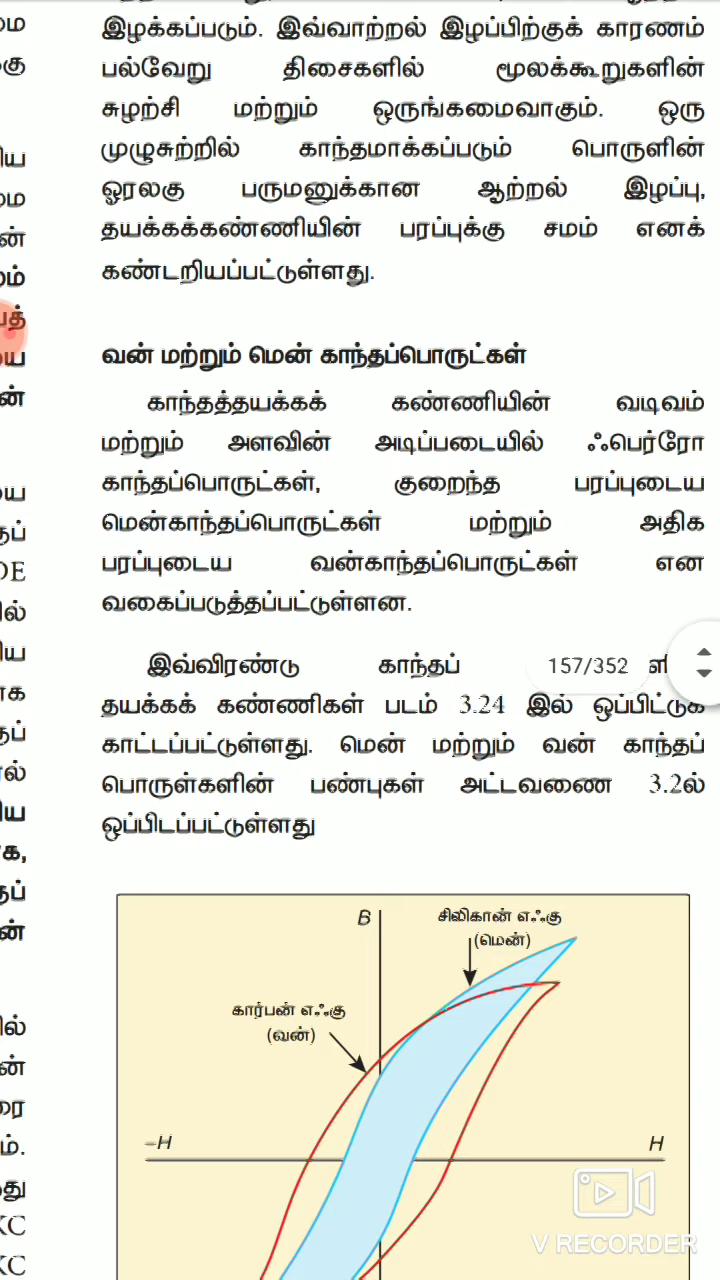 இழக்கப்படும். இவ்வாற்றல் இழப்பிற்குக் காரணம்
பல்வேறு திசைகளில் மூலக்கூறுகளின்
சுழற்சி மற்றும் ஒருங்கமைவாகும். ஒரு
முழுசுற்றில் காந்தமாக்கப்படும் பொருளின்
ஓரலகு பருமனுக்கான ஆற்றல் இழப்பு,
தயக்கக்கண்ணியின் பரப்புக்கு சமம் எனக்
கண்டறியப்பட்டுள்ளது.
வன் மற்றும் மென் காந்தப்பொருட்கள்
காந்தத்தயக்கக் கண்ணியின் வடிவம்
மற்றும் அளவின் அடிப்படையில் ஃபெர்ரோ
காந்தப்பொருட்கள், குறைந்த பரப்புடைய
மென்காந்தப்பொருட்கள் மற்றும் அதிக
பரப்புடைய வன்காந்தப்பொருட்கள் என
வகைப்படுத்தப்பட்டுள்ளன.
இவ்விரண்டு காந்தப்
157/352
தயக்கக் கண்ணிகள் படம் 3.24 இல் ஒப்பிட்டுக்
காட்டப்பட்டுள்ளது. மென் மற்றும் வன் காந்தப்
பொருள்களின் பண்புகள் அட்டவணை 3.2ல்
ஒப்பிடப்பட்டுள்ளது
B
சிலிகான் எஃகு
(மென்)
கார்பன் எஃகு
(வன்)
–H
H
V RECORDER